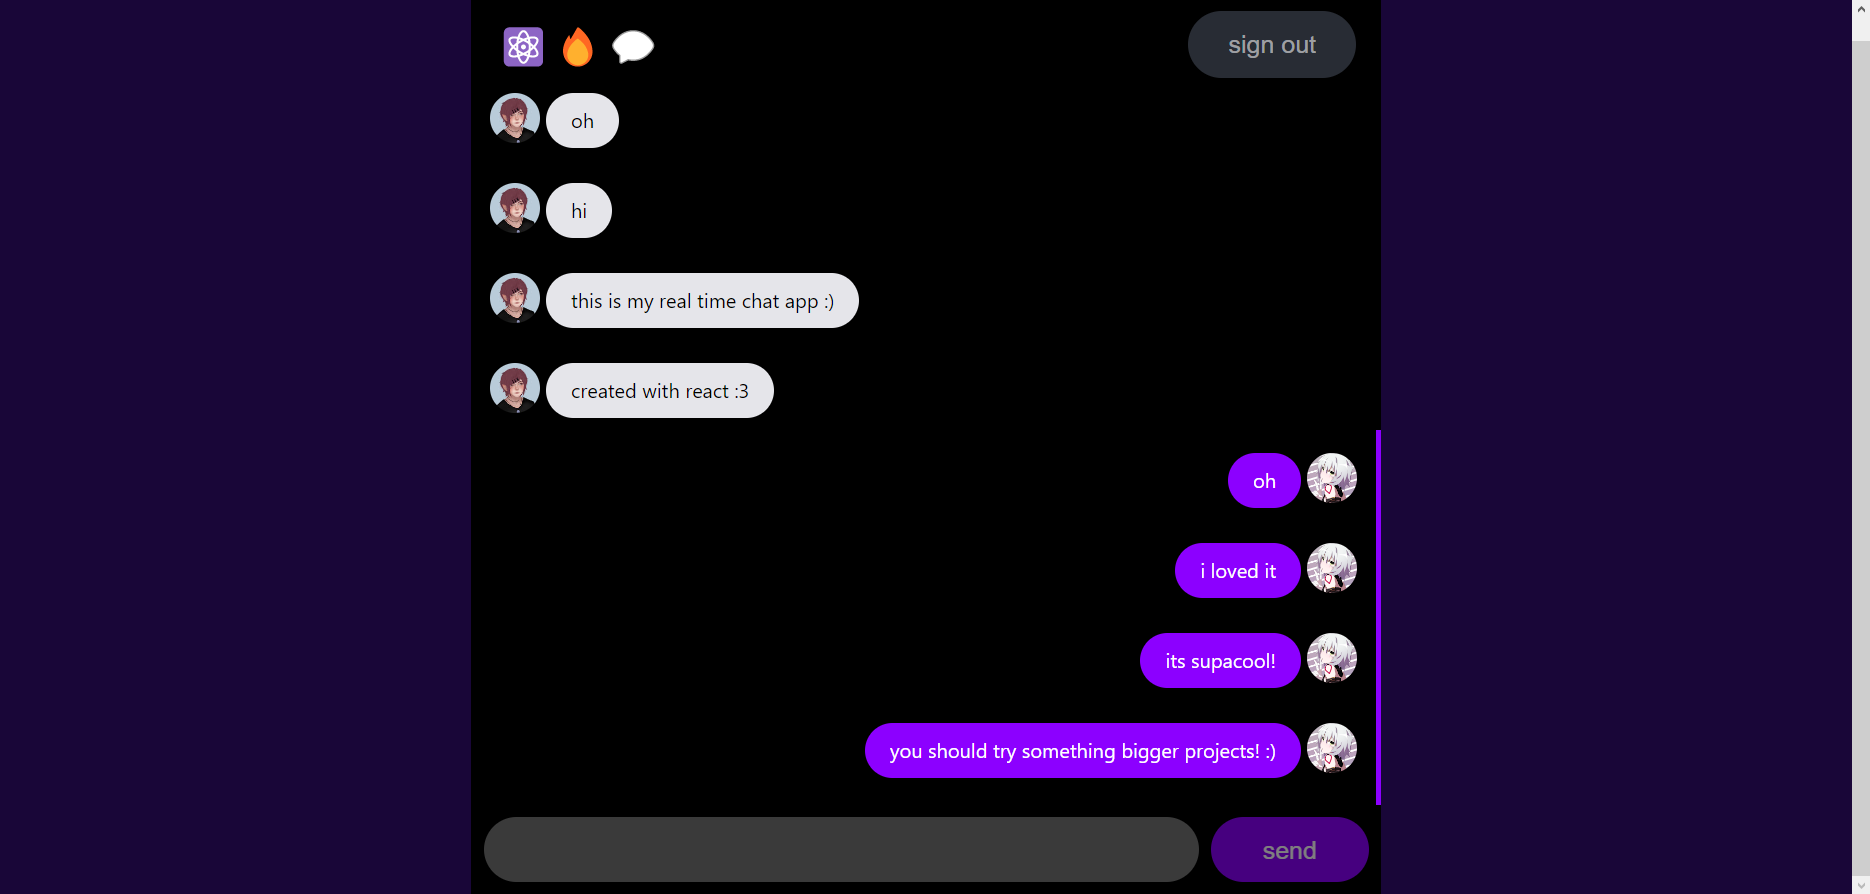 sign out
oh
hi
this is my real time chat app :)
created with react :3
oh
i loved it
its supacool!
you should try something bigger projects! :)
send